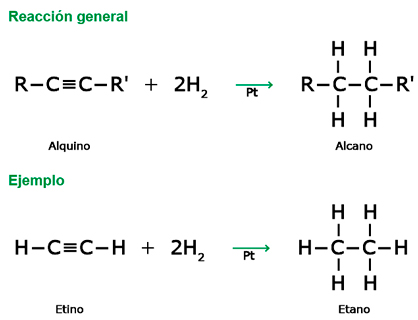 Reacción general
H H
R–C≡C–R' + 2H₂ Pt R–C–C–R'
H H
Alquino Alcano
Ejemplo
H H
H–C≡C–H + 2H₂ Pt H–C–C–H
H H
Etino Etano